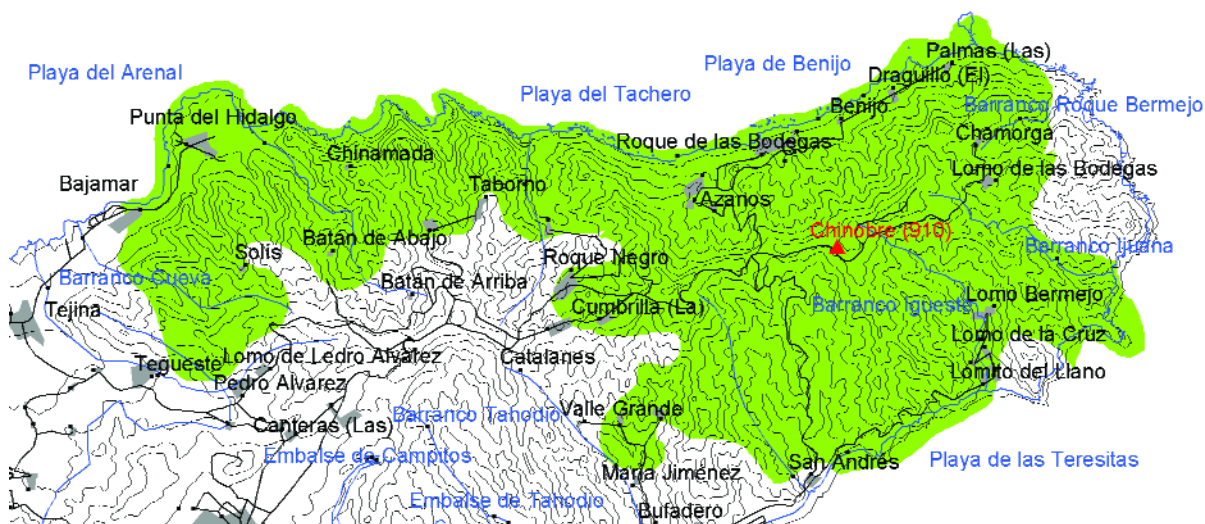 Palmas (Las)
Playa de Benijo
Playa del Arenal
Draguillo (El)
Playa del Tachero
Benijo
Barranco Roque Bermejo
Punta del Hidalgo
Chamorga
Roque de las Bodegas
Chinamada
Lomo de las Bodegas
Bajamar
Taborno
Azanos
Chinobre (910)
Batán de Abajo
Barranco Ijuana
Solis
Roque Negro
Barranco Cueva
Batán de Arriba
Lomo Bermejo
Barranco Igueste
Tejina
Cumbrilla (La)
Lomo de la Cruz
Lomo de Ledro Alvarez
Catalanes
Tegueste
Lomito del Llano
Pedro Alvarez
Barranco Tahodio
Valle Grande
Canteras (Las)
Embalse de Campitos
San Andrés
Playa de las Teresitas
María Jiménez
Embalse de Tahodio
Bufadero